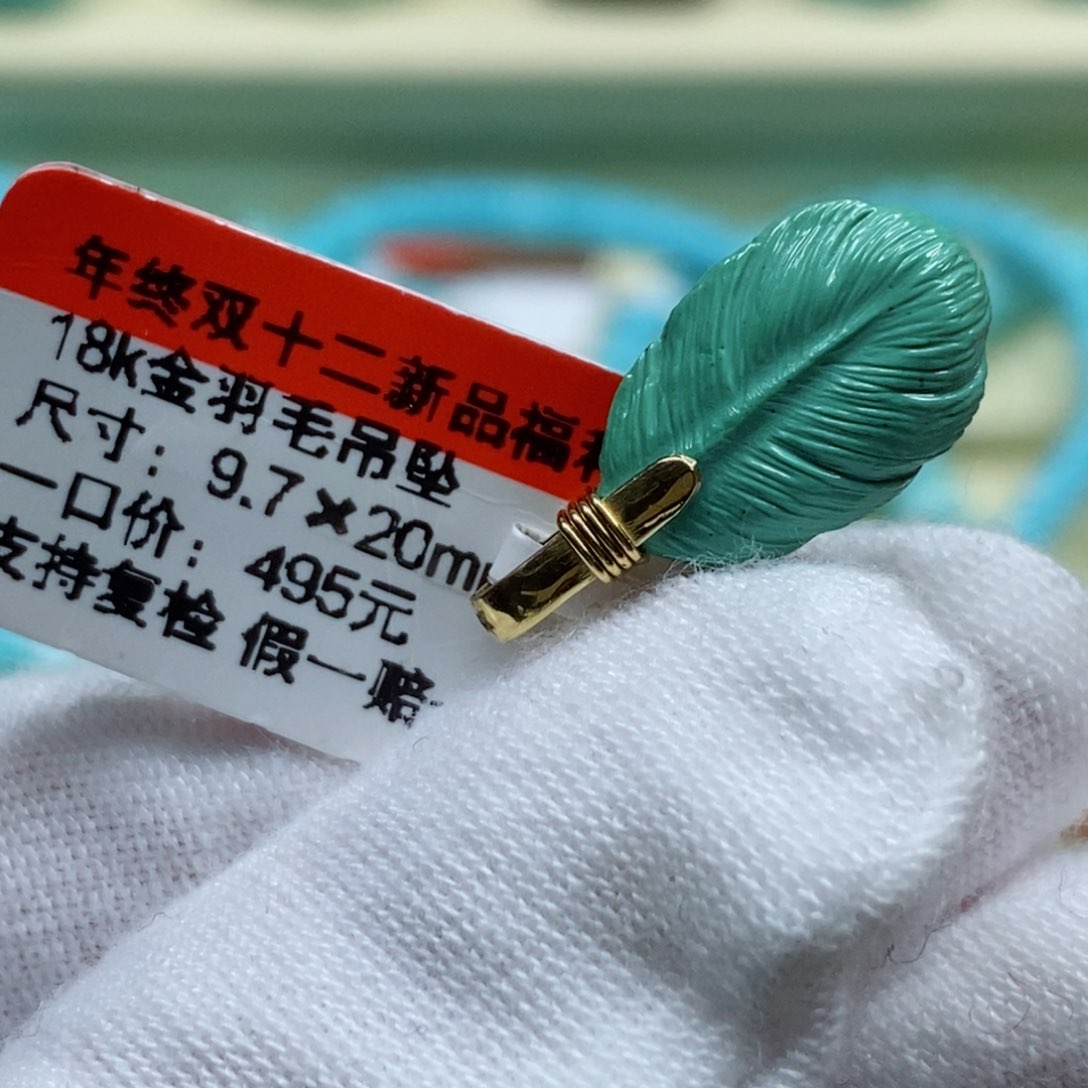 年终双十二新品福
18k金羽毛吊坠
尺寸：9.7×20m
一口价：495元
支持复检 假一赔